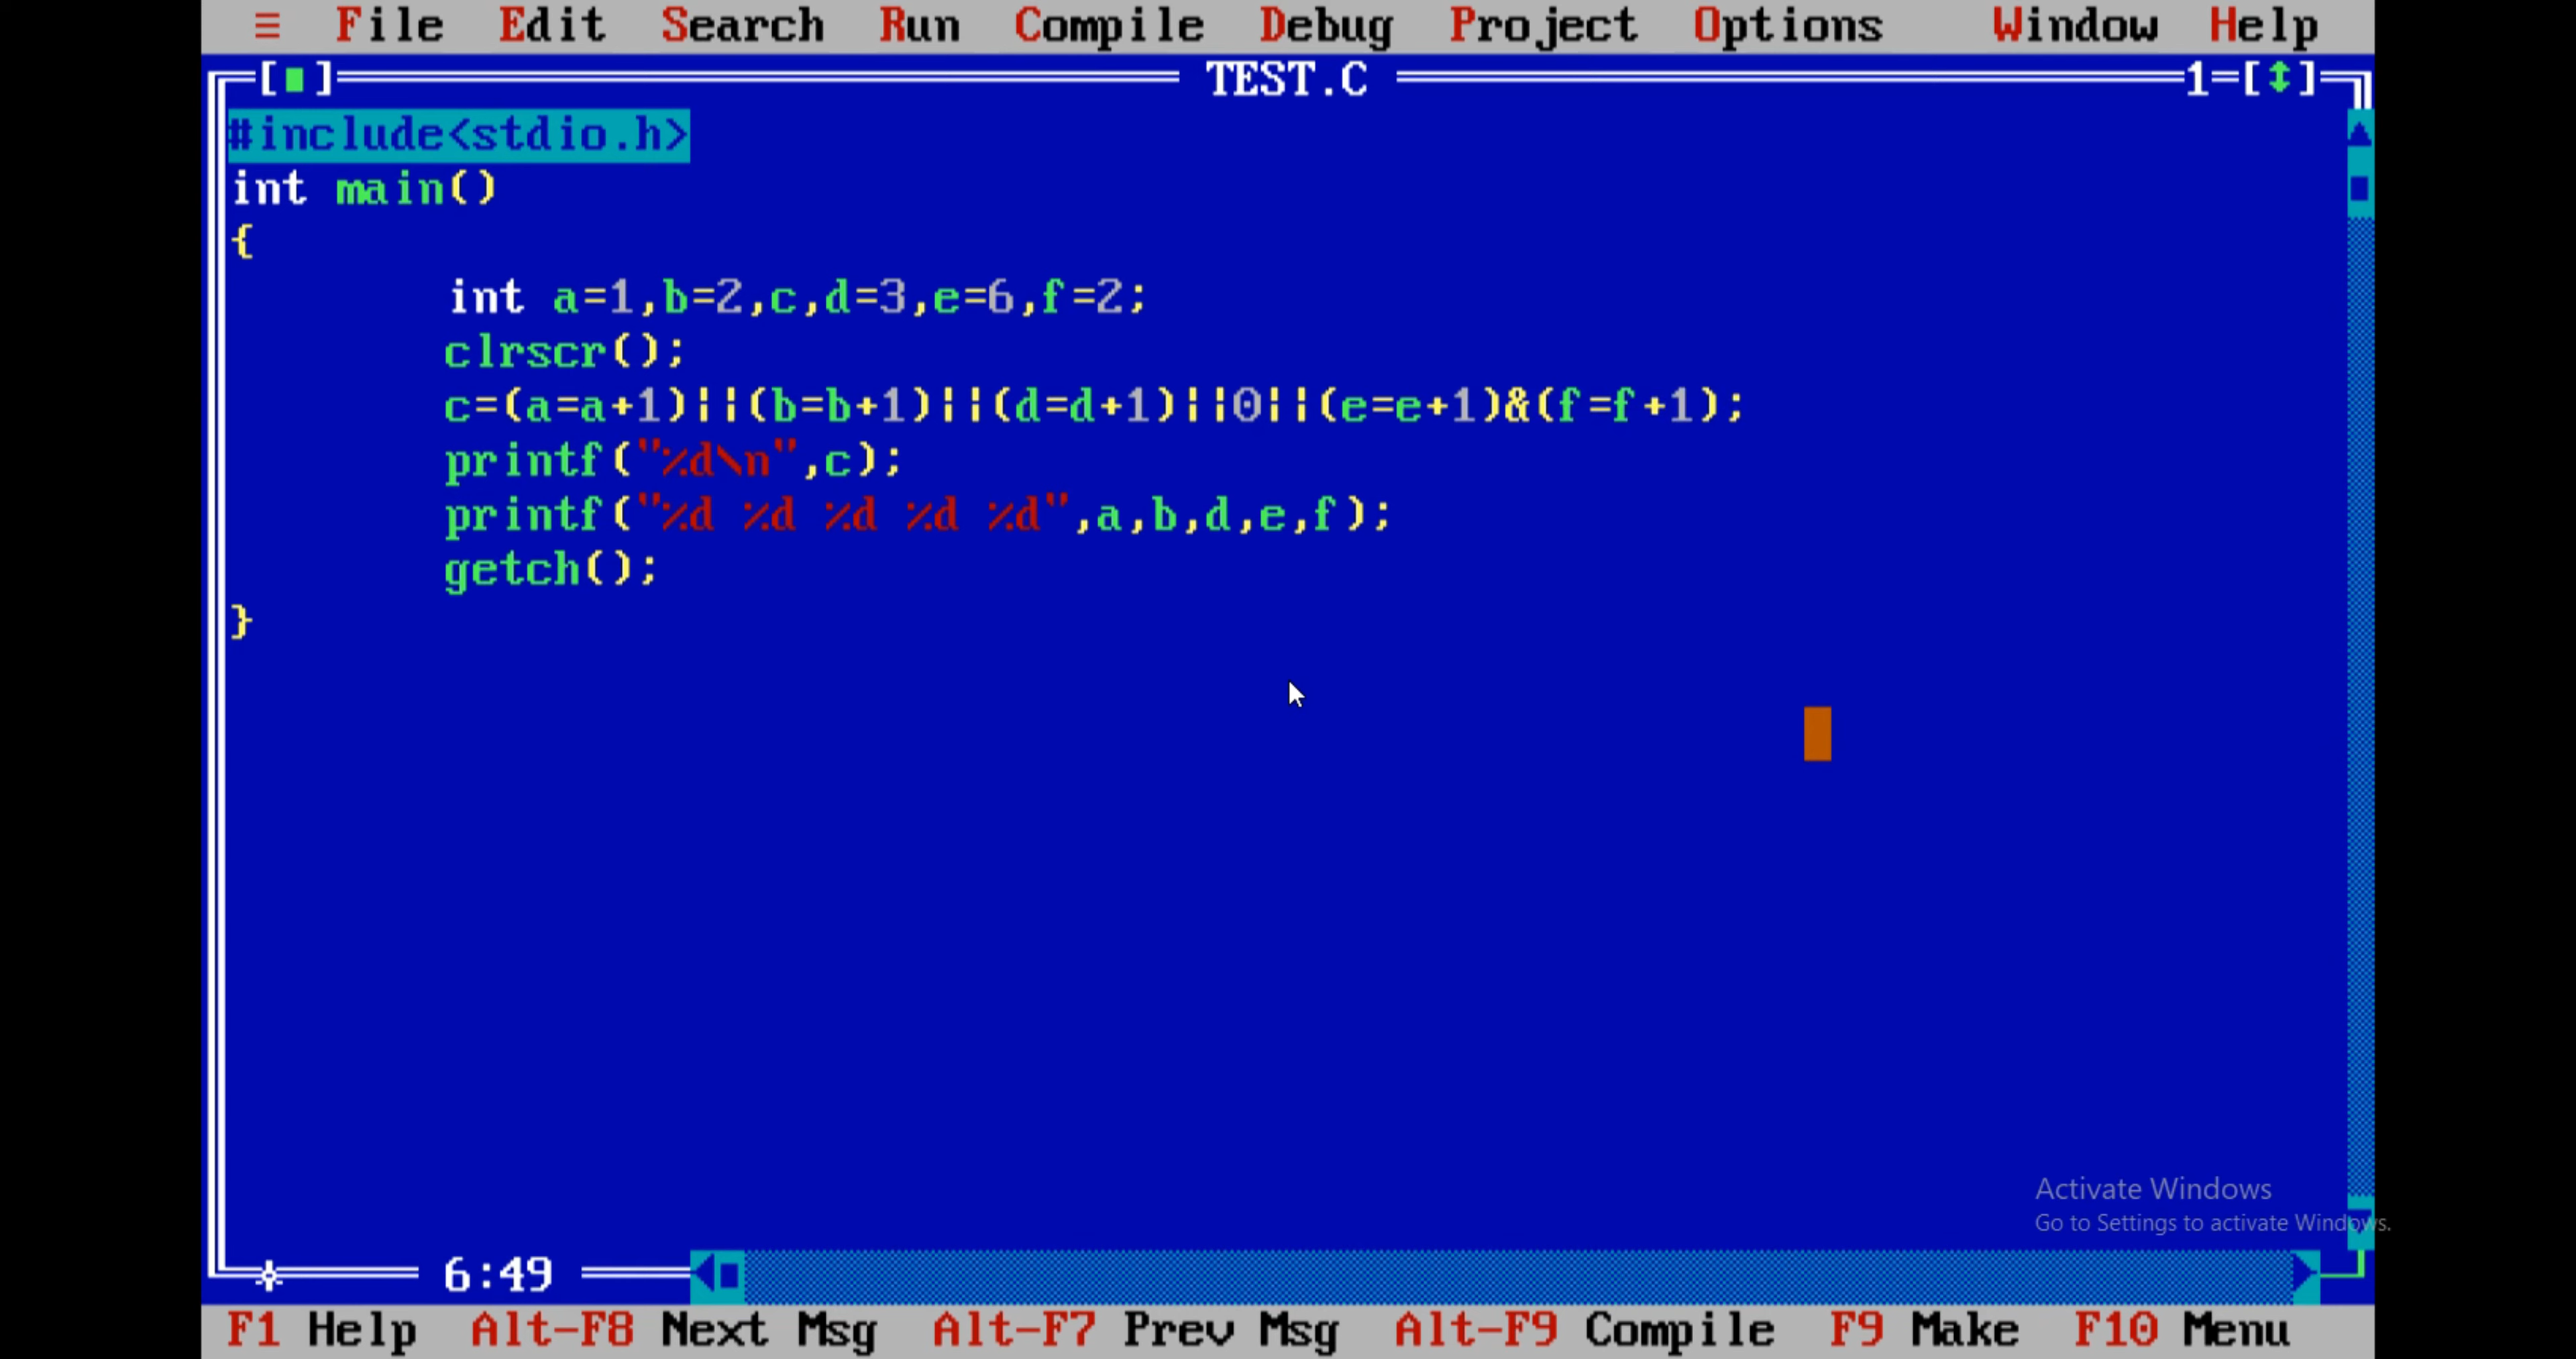 ≡ File Edit Search Run Compile Debug Project Options Window Help
[■] TEST.C 1=[↕]
#include<stdio.h>
int main()
{
int a=1,b=2,c,d=3,e=6,f=2;
clrscr();
c=(a=a+1)||(b=b+1)||(d=d+1)||0||(e=e+1)&(f=f+1);
printf("%d\n",c);
printf("%d %d %d %d %d",a,b,d,e,f);
getch();
}
Activate Windows
Go to Settings to activate Windows.
6:49
F1 Help Alt-F8 Next Msg Alt-F7 Prev Msg Alt-F9 Compile F9 Make F10 Menu